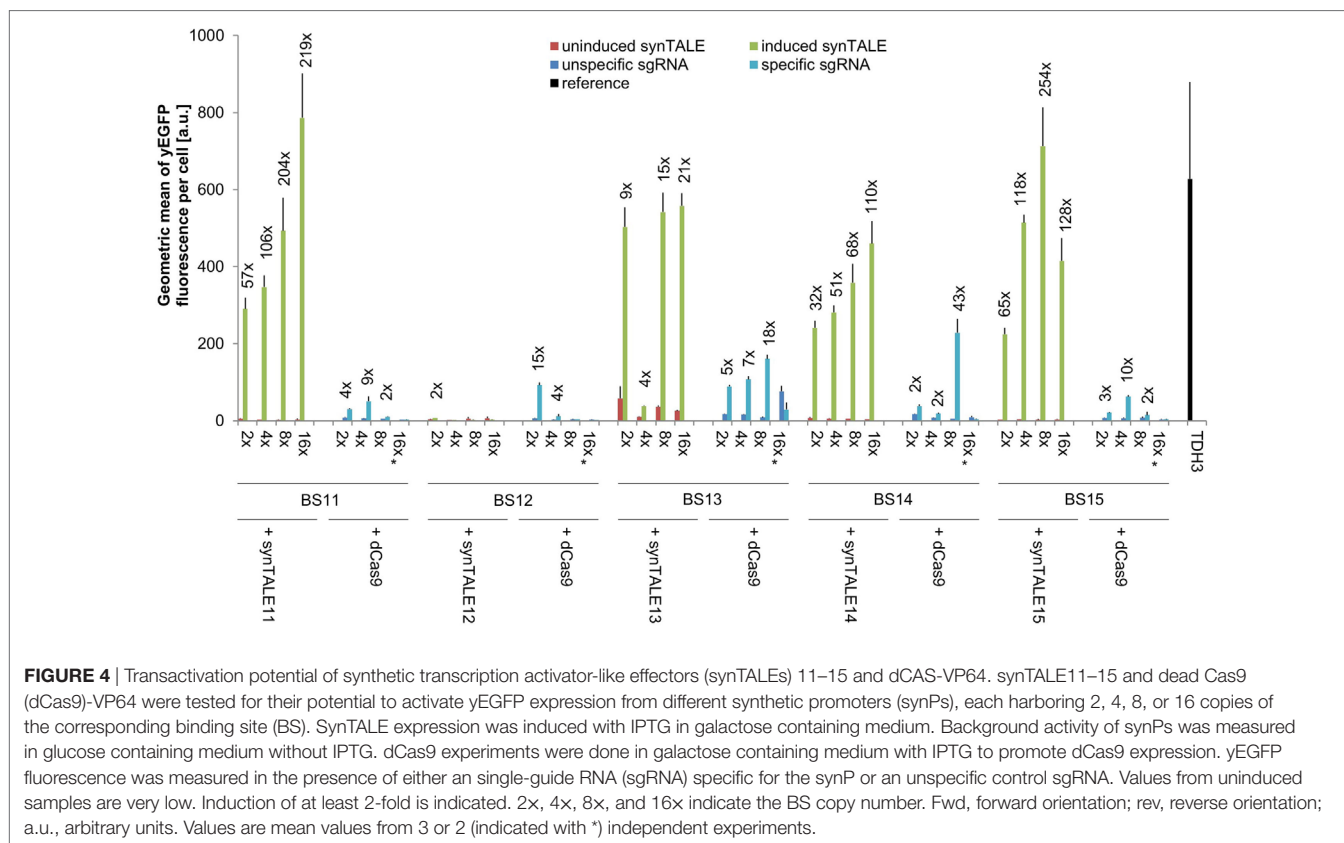 Geometric mean of yEGFP
fluorescence per cell [a.u.]
1000
800
600
400
200
0
uninduced synTALE
induced synTALE
unspecific sgRNA
specific sgRNA
reference
57x
106x
204x
219x
4x
9x
2x
2x
15x
4x
9x
4x
15x
21x
5x
7x
18x
32x
51x
68x
110x
2x
2x
43x
65x
118x
254x
128x
3x
10x
2x
2x
4x
8x
16x
2x
4x
8x
16x
*
2x
4x
8x
16x
2x
4x
8x
16x
*
2x
4x
8x
16x
2x
4x
8x
16x
*
2x
4x
8x
16x
2x
4x
8x
16x
*
2x
4x
8x
16x
2x
4x
8x
16x
*
TDH3
BS11
BS12
BS13
BS14
BS15
+ synTALE11
+ dCas9
+ synTALE12
+ dCas9
+ synTALE13
+ dCas9
+ synTALE14
+ dCas9
+ synTALE15
+ dCas9
FIGURE 4 | Transactivation potential of synthetic transcription activator-like effectors (synTALEs) 11–15 and dCAS-VP64. synTALE11–15 and dead Cas9
(dCas9)-VP64 were tested for their potential to activate yEGFP expression from different synthetic promoters (synPs), each harboring 2, 4, 8, or 16 copies of
the corresponding binding site (BS). SynTALE expression was induced with IPTG in galactose containing medium. Background activity of synPs was measured
in glucose containing medium without IPTG. dCas9 experiments were done in galactose containing medium with IPTG to promote dCas9 expression. yEGFP
fluorescence was measured in the presence of either an single-guide RNA (sgRNA) specific for the synP or an unspecific control sgRNA. Values from uninduced
samples are very low. Induction of at least 2-fold is indicated. 2×, 4×, 8×, and 16× indicate the BS copy number. Fwd, forward orientation; rev, reverse orientation;
a.u., arbitrary units. Values are mean values from 3 or 2 (indicated with *) independent experiments.